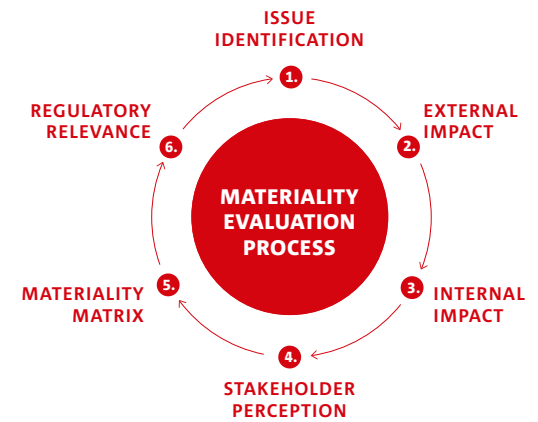 ISSUE
IDENTIFICATION
1.
EXTERNAL
IMPACT
2.
INTERNAL
IMPACT
3.
4.
STAKEHOLDER
PERCEPTION
5.
MATERIALITY
MATRIX
6.
REGULATORY
RELEVANCE
MATERIALITY
EVALUATION
PROCESS